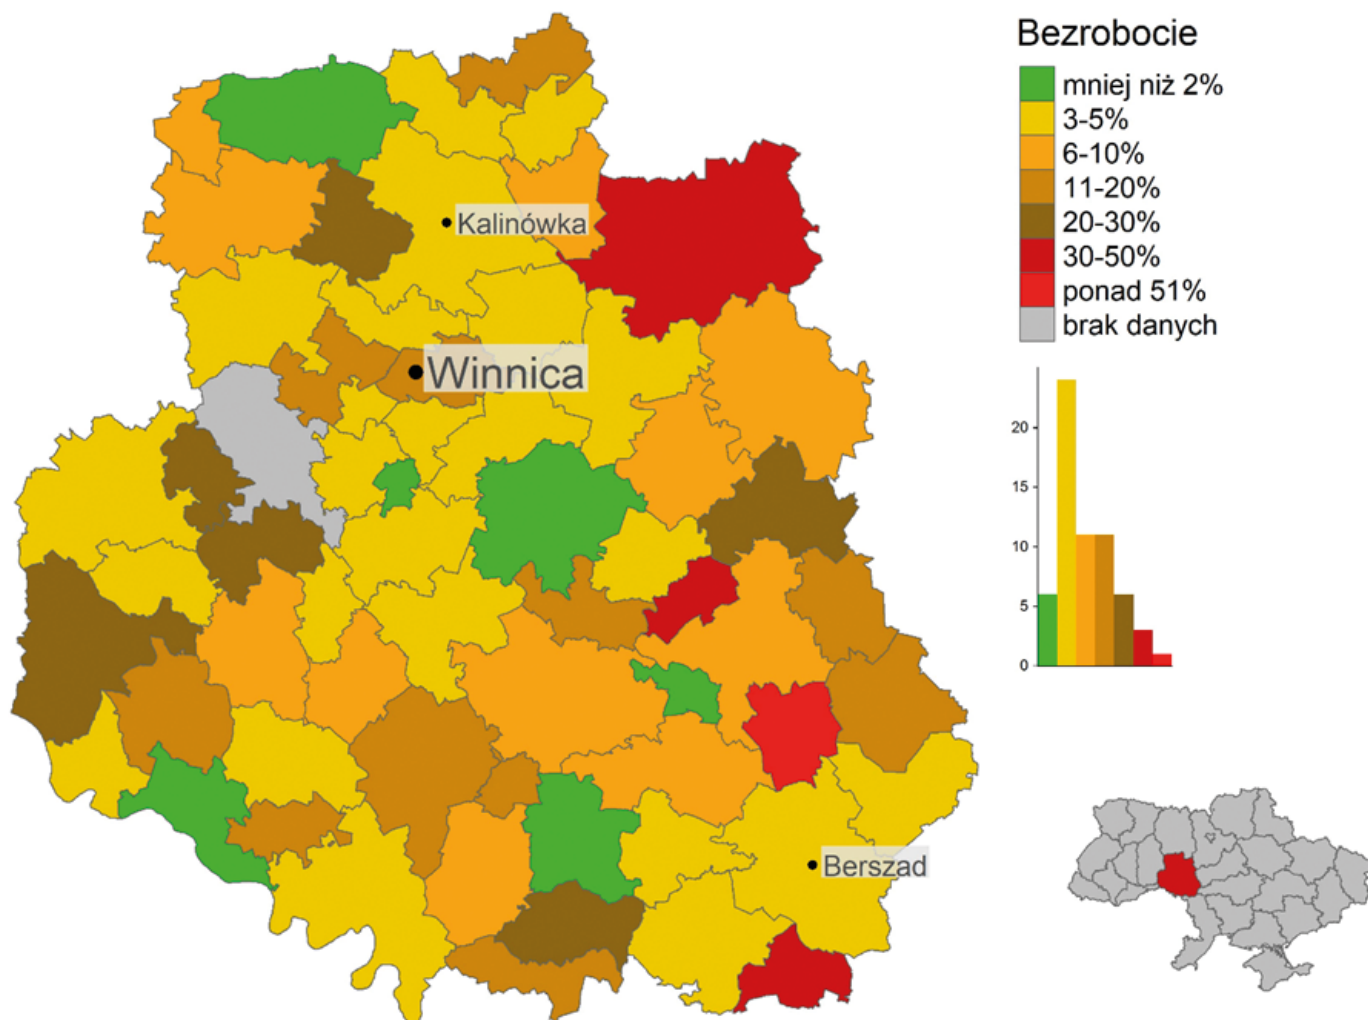 Bezrobocie
mniej niż 2%
3-5%
6-10%
11-20%
20-30%
30-50%
ponad 51%
brak danych
Kalinówka
Winnica
Berszad
20
15
10
5
0